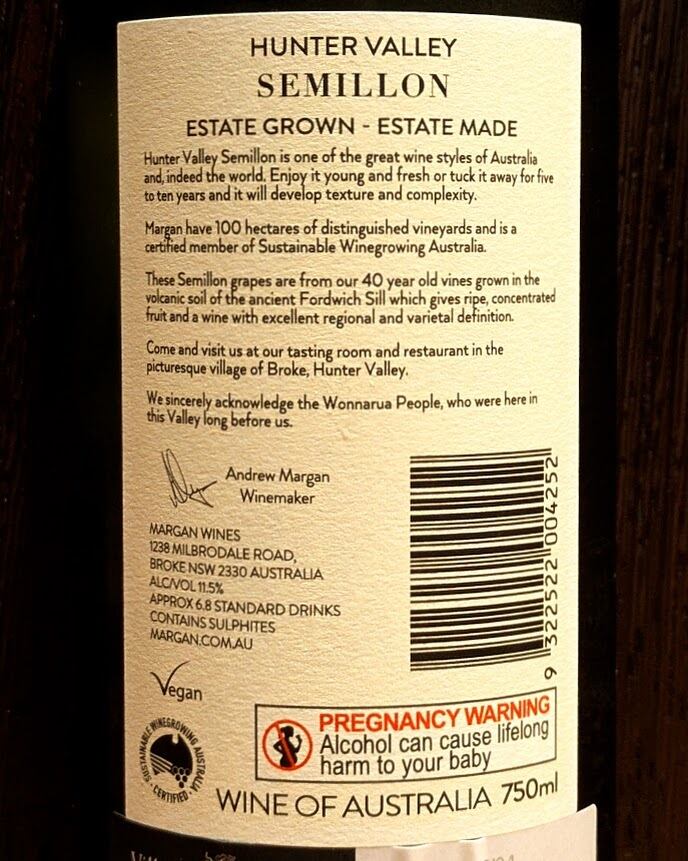 HUNTER VALLEY
SEMILLON
ESTATE GROWN - ESTATE MADE
Hunter Valley Semillon is one of the great wine styles of Australia
and, indeed the world. Enjoy it young and fresh or tuck it away for five
to ten years and it will develop texture and complexity.
Margan have 100 hectares of distinguished vineyards and is a
certified member of Sustainable Winegrowing Australia.
These Semillon grapes are from our 40 year old vines grown in the
volcanic soil of the ancient Fordwich Sill which gives ripe, concentrated
fruit and a wine with excellent regional and varietal definition.
Come and visit us at our tasting room and restaurant in the
picturesque village of Broke, Hunter Valley.
We sincerely acknowledge the Wonnarua People, who were here in
this Valley long before us.
Andrew Margan
Winemaker
MARGAN WINES
1238 MILBRODALE ROAD,
BROKE NSW 2330 AUSTRALIA
ALC/VOL 11.5%
APPROX 6.8 STANDARD DRINKS
CONTAINS SULPHITES
MARGAN.COM.AU
9 322522 004252
Vegan
SUSTAINABLE WINEGROWING AUSTRALIA
• CERTIFIED •
PREGNANCY WARNING
Alcohol can cause lifelong
harm to your baby
WINE OF AUSTRALIA 750ml